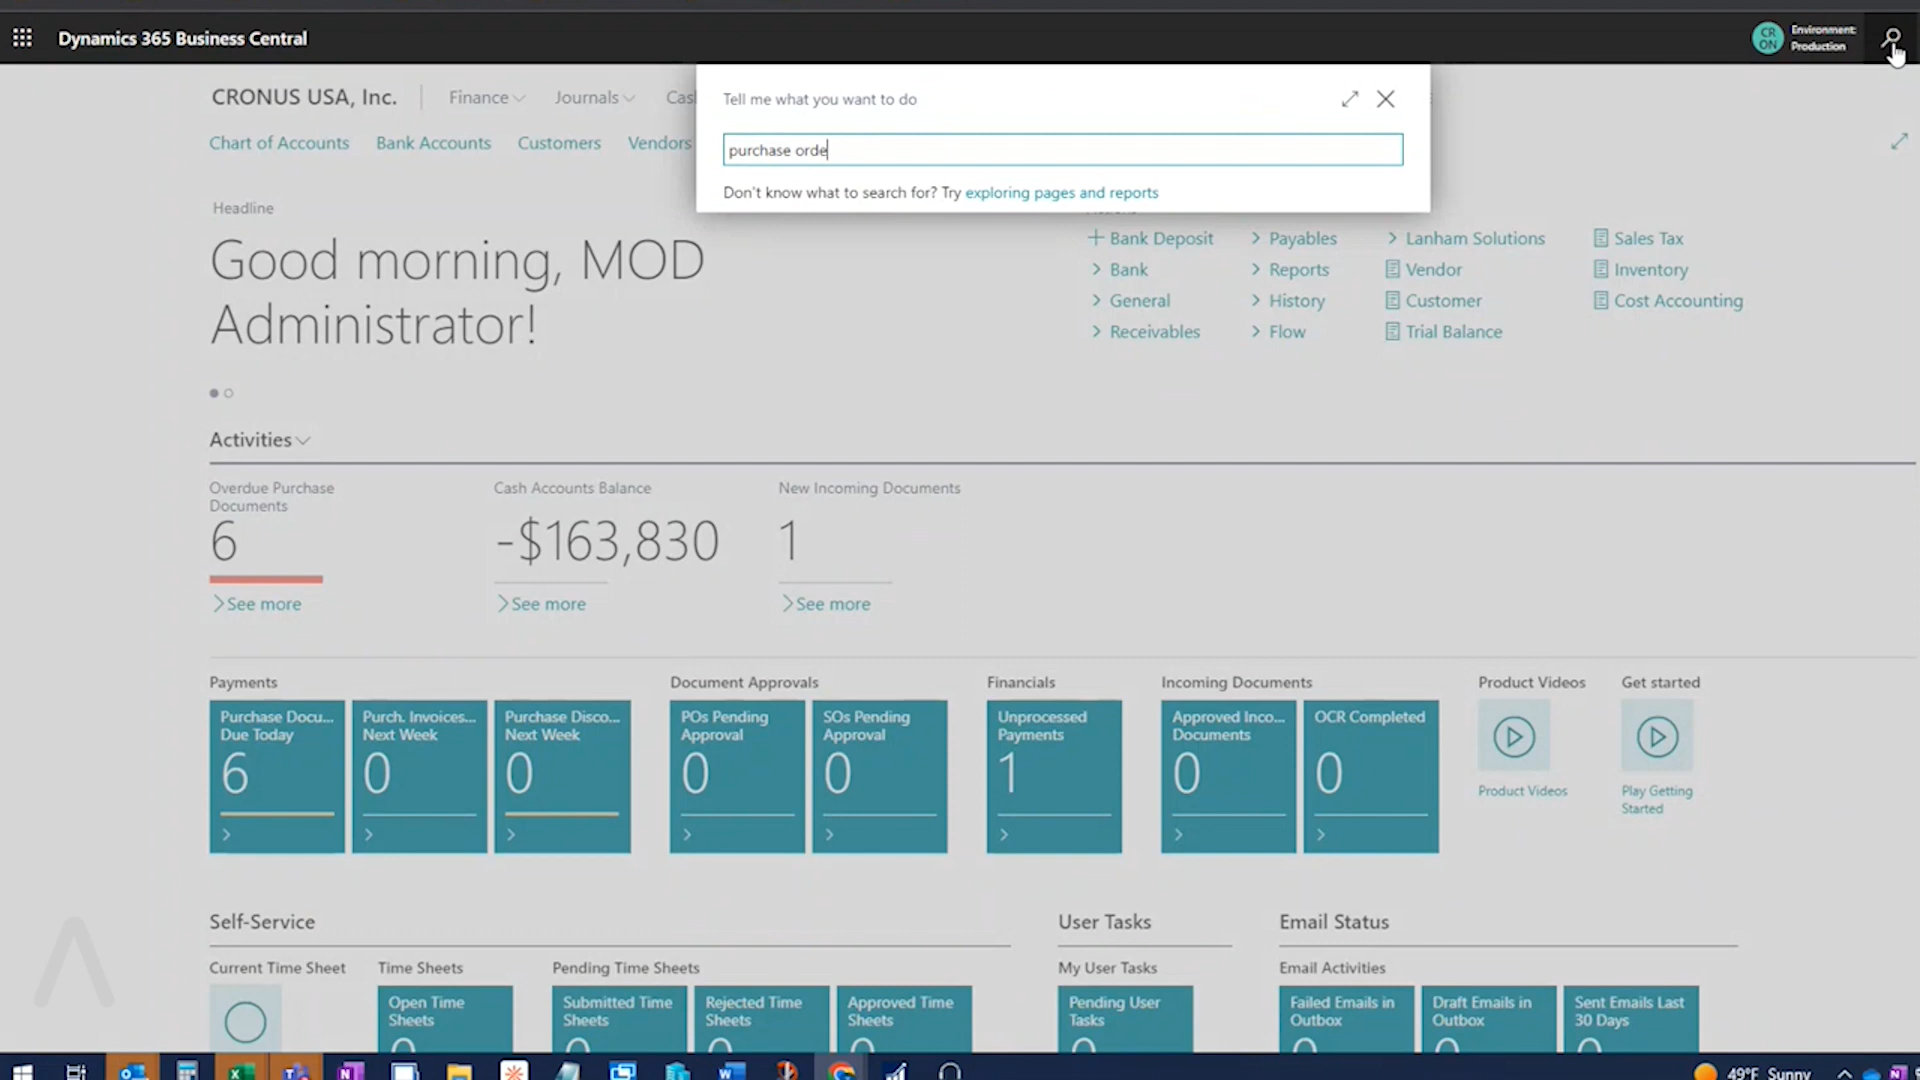 Dynamics 365 Business Central
CR
ON
Environment:
Production
CRONUS USA, Inc.
Finance
Journals
Tell me what you want to do
Chart of Accounts
Bank Accounts
Customers
Vendors
purchase orde
Don't know what to search for? Try exploring pages and reports
Headline
Good morning, MOD
Administrator!
Bank Deposit
Payables
Lanham Solutions
Sales Tax
Bank
Reports
Vendor
Inventory
General
History
Customer
Cost Accounting
Receivables
Flow
Trial Balance
Activities
Overdue Purchase
Documents
6
See more
Cash Accounts Balance
-$163,830
See more
New Incoming Documents
1
See more
Payments
Purchase Docu...
Due Today
6
Purch. Invoices...
Next Week
0
Purchase Disco...
Next Week
0
Document Approvals
POs Pending
Approval
0
SOs Pending
Approval
0
Financials
Unprocessed
Payments
1
Incoming Documents
Approved Inco...
Documents
0
OCR Completed
0
Product Videos
Product Videos
Get started
Play Getting
Started
Self-Service
Current Time Sheet
Time Sheets
Open Time
Sheets
Pending Time Sheets
Submitted Time
Sheets
Rejected Time
Sheets
Approved Time
Sheets
User Tasks
My User Tasks
Pending User
Tasks
Email Status
Email Activities
Failed Emails in
Outbox
Draft Emails in
Outbox
Sent Emails Last
30 Days
49°F Sunny